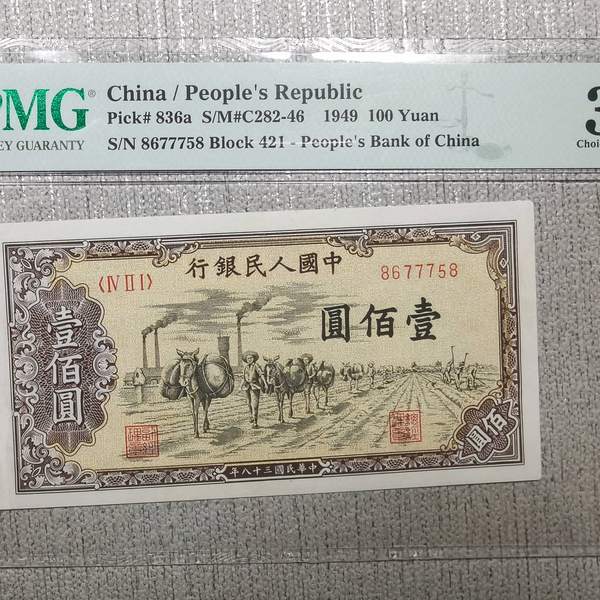 PMG®
EY GUARANTY
China / People's Republic
Pick# 836a S/M#C282-46 1949 100 Yuan
S/N 8677758 Block 421 - People's Bank of China
3
Choi
行銀民人國中
〈ⅣⅡⅠ〉
8677758
圓佰壹
壹佰圓
佰圓
年八十三國民華中